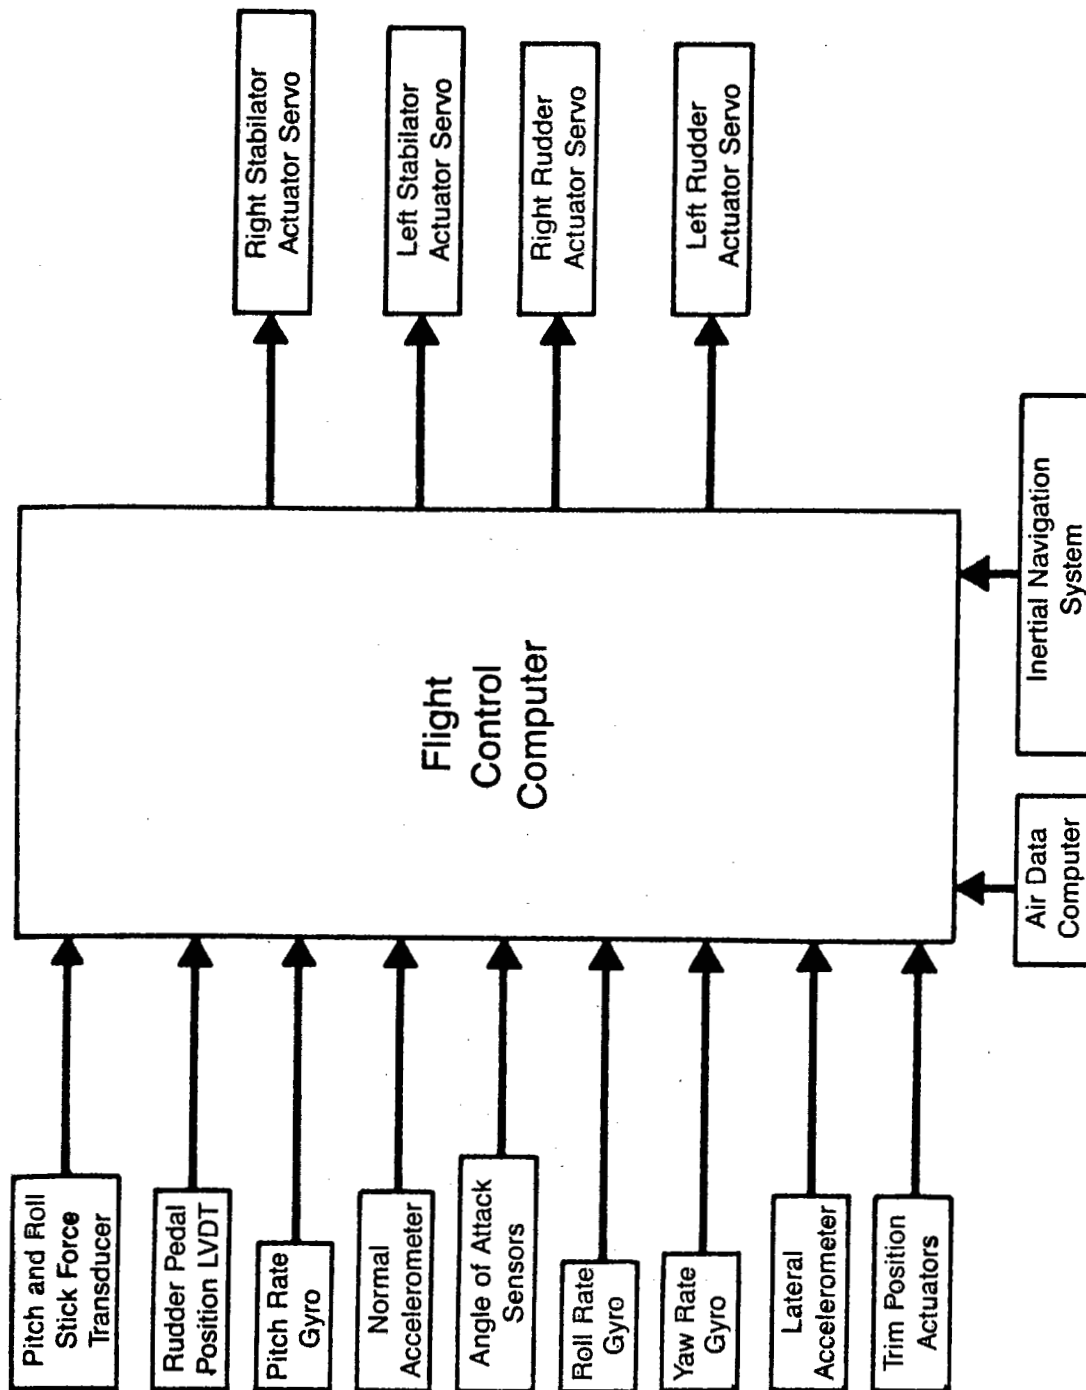 Pitch and Roll
Stick Force
Transducer
Rudder Pedal
Position LVDT
Pitch Rate
Gyro
Normal
Accelerometer
Angle of Attack
Sensors
Roll Rate
Gyro
Yaw Rate
Gyro
Lateral
Accelerometer
Trim Position
Actuators
Flight
Control
Computer
Air Data
Computer
Inertial Navigation
System
Right Stabilator
Actuator Servo
Left Stabilator
Actuator Servo
Right Rudder
Actuator Servo
Left Rudder
Actuator Servo